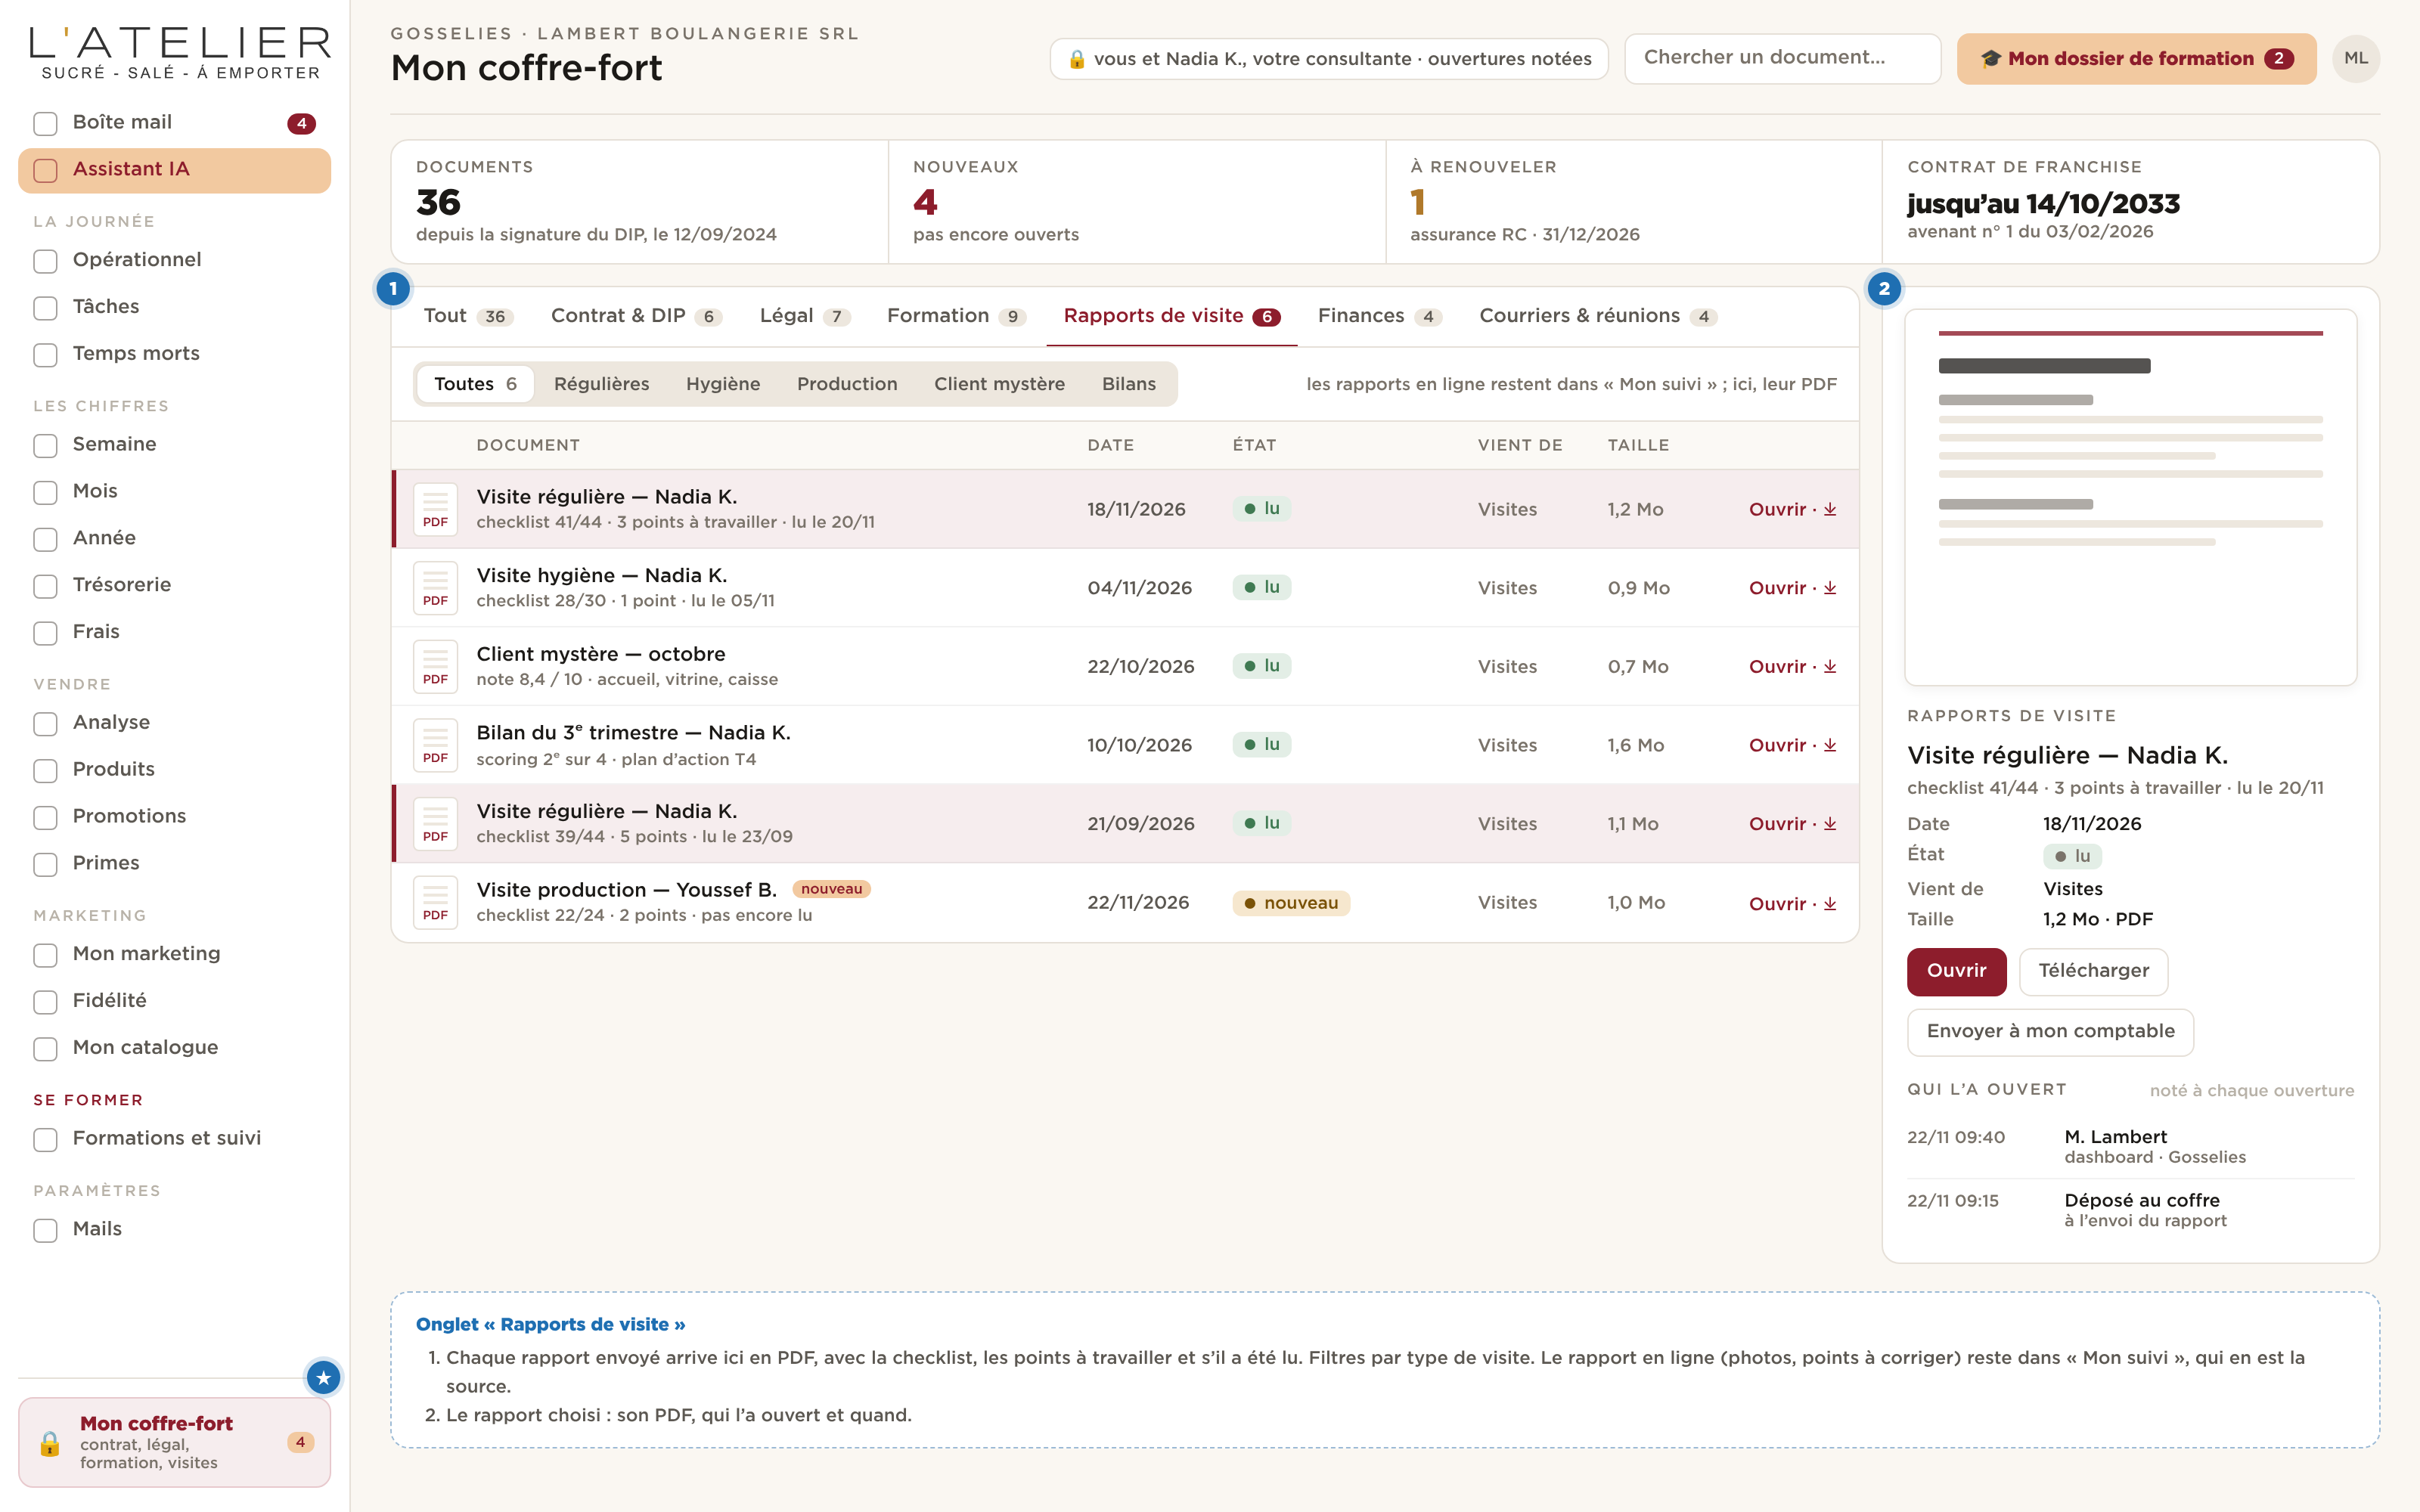 L'ATELIER
SUCRÉ - SALÉ - Á EMPORTER
Boîte mail 4
Assistant IA
LA JOURNÉE
Opérationnel
Tâches
Temps morts
LES CHIFFRES
Semaine
Mois
Année
Trésorerie
Frais
VENDRE
Analyse
Produits
Promotions
Primes
MARKETING
Mon marketing
Fidélité
Mon catalogue
SE FORMER
Formations et suivi
PARAMÈTRES
Mails
★
Mon coffre-fort
contrat, légal,
formation, visites
4
GOSSELIES · LAMBERT BOULANGERIE SRL
Mon coffre-fort
🔒 vous et Nadia K., votre consultante · ouvertures notées
Chercher un document...
🎓 Mon dossier de formation 2
ML
DOCUMENTS
36
depuis la signature du DIP, le 12/09/2024
NOUVEAUX
4
pas encore ouverts
À RENOUVELER
1
assurance RC · 31/12/2026
CONTRAT DE FRANCHISE
jusqu’au 14/10/2033
avenant n° 1 du 03/02/2026
1
Tout 36 Contrat & DIP 6 Légal 7 Formation 9 Rapports de visite 6 Finances 4 Courriers & réunions 4
Toutes 6 Régulières Hygiène Production Client mystère Bilans
les rapports en ligne restent dans « Mon suivi » ; ici, leur PDF
DOCUMENT DATE ÉTAT VIENT DE TAILLE
PDF
Visite régulière — Nadia K.
checklist 41/44 · 3 points à travailler · lu le 20/11
18/11/2026 lu Visites 1,2 Mo Ouvrir ·
PDF
Visite hygiène — Nadia K.
checklist 28/30 · 1 point · lu le 05/11
04/11/2026 lu Visites 0,9 Mo Ouvrir ·
PDF
Client mystère — octobre
note 8,4 / 10 · accueil, vitrine, caisse
22/10/2026 lu Visites 0,7 Mo Ouvrir ·
PDF
Bilan du 3ᵉ trimestre — Nadia K.
scoring 2ᵉ sur 4 · plan d’action T4
10/10/2026 lu Visites 1,6 Mo Ouvrir ·
PDF
Visite régulière — Nadia K.
checklist 39/44 · 5 points · lu le 23/09
21/09/2026 lu Visites 1,1 Mo Ouvrir ·
PDF
Visite production — Youssef B. nouveau
checklist 22/24 · 2 points · pas encore lu
22/11/2026 nouveau Visites 1,0 Mo Ouvrir ·
2
RAPPORTS DE VISITE
Visite régulière — Nadia K.
checklist 41/44 · 3 points à travailler · lu le 20/11
Date 18/11/2026
État lu
Vient de Visites
Taille 1,2 Mo · PDF
Ouvrir Télécharger
Envoyer à mon comptable
QUI L’A OUVERT noté à chaque ouverture
22/11 09:40 M. Lambert
dashboard · Gosselies
22/11 09:15 Déposé au coffre
à l’envoi du rapport
Onglet « Rapports de visite »
1. Chaque rapport envoyé arrive ici en PDF, avec la checklist, les points à travailler et s’il a été lu. Filtres par type de visite. Le rapport en ligne (photos, points à corriger) reste dans « Mon suivi », qui en est la
source.
2. Le rapport choisi : son PDF, qui l’a ouvert et quand.